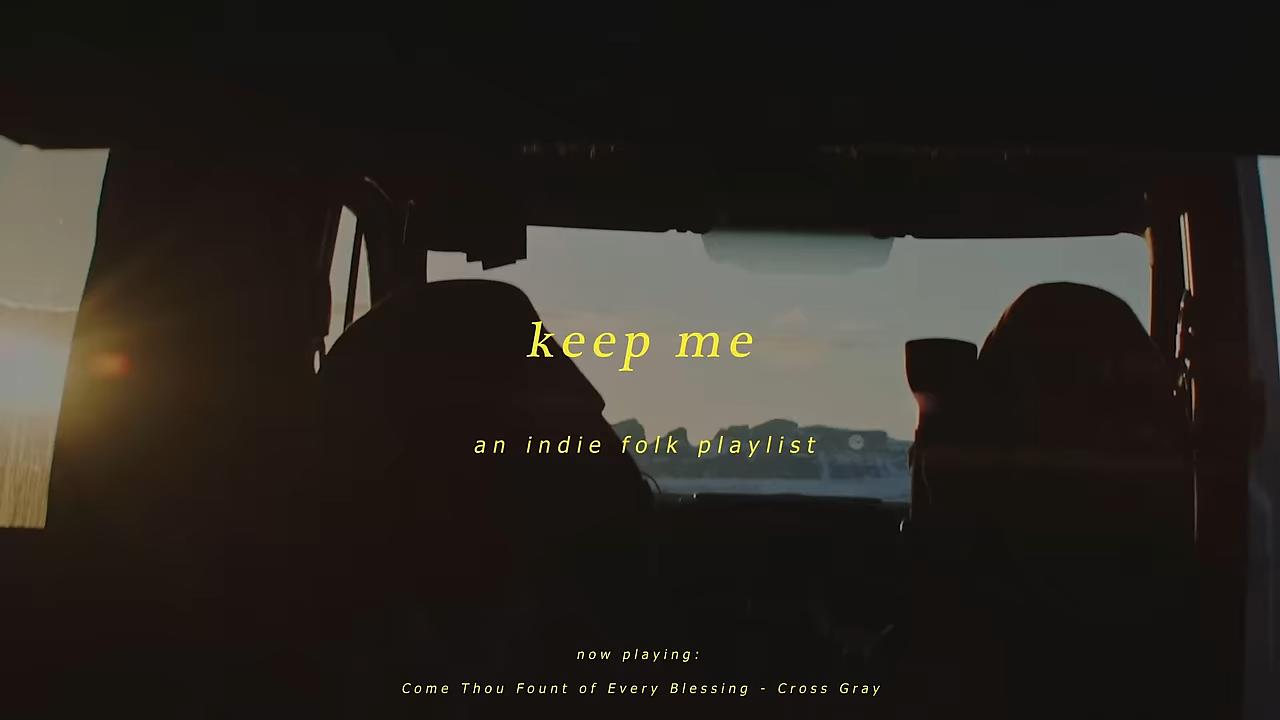 keep me
an indie folk playlist
now playing:
Come Thou Fount of Every Blessing - Cross Gray